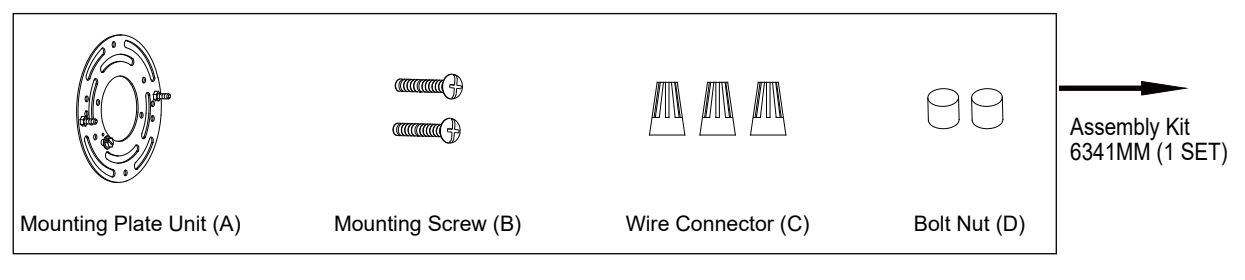 Mounting Plate Unit (A)
Mounting Screw (B)
Wire Connector (C)
Bolt Nut (D)
Assembly Kit
6341MM (1 SET)